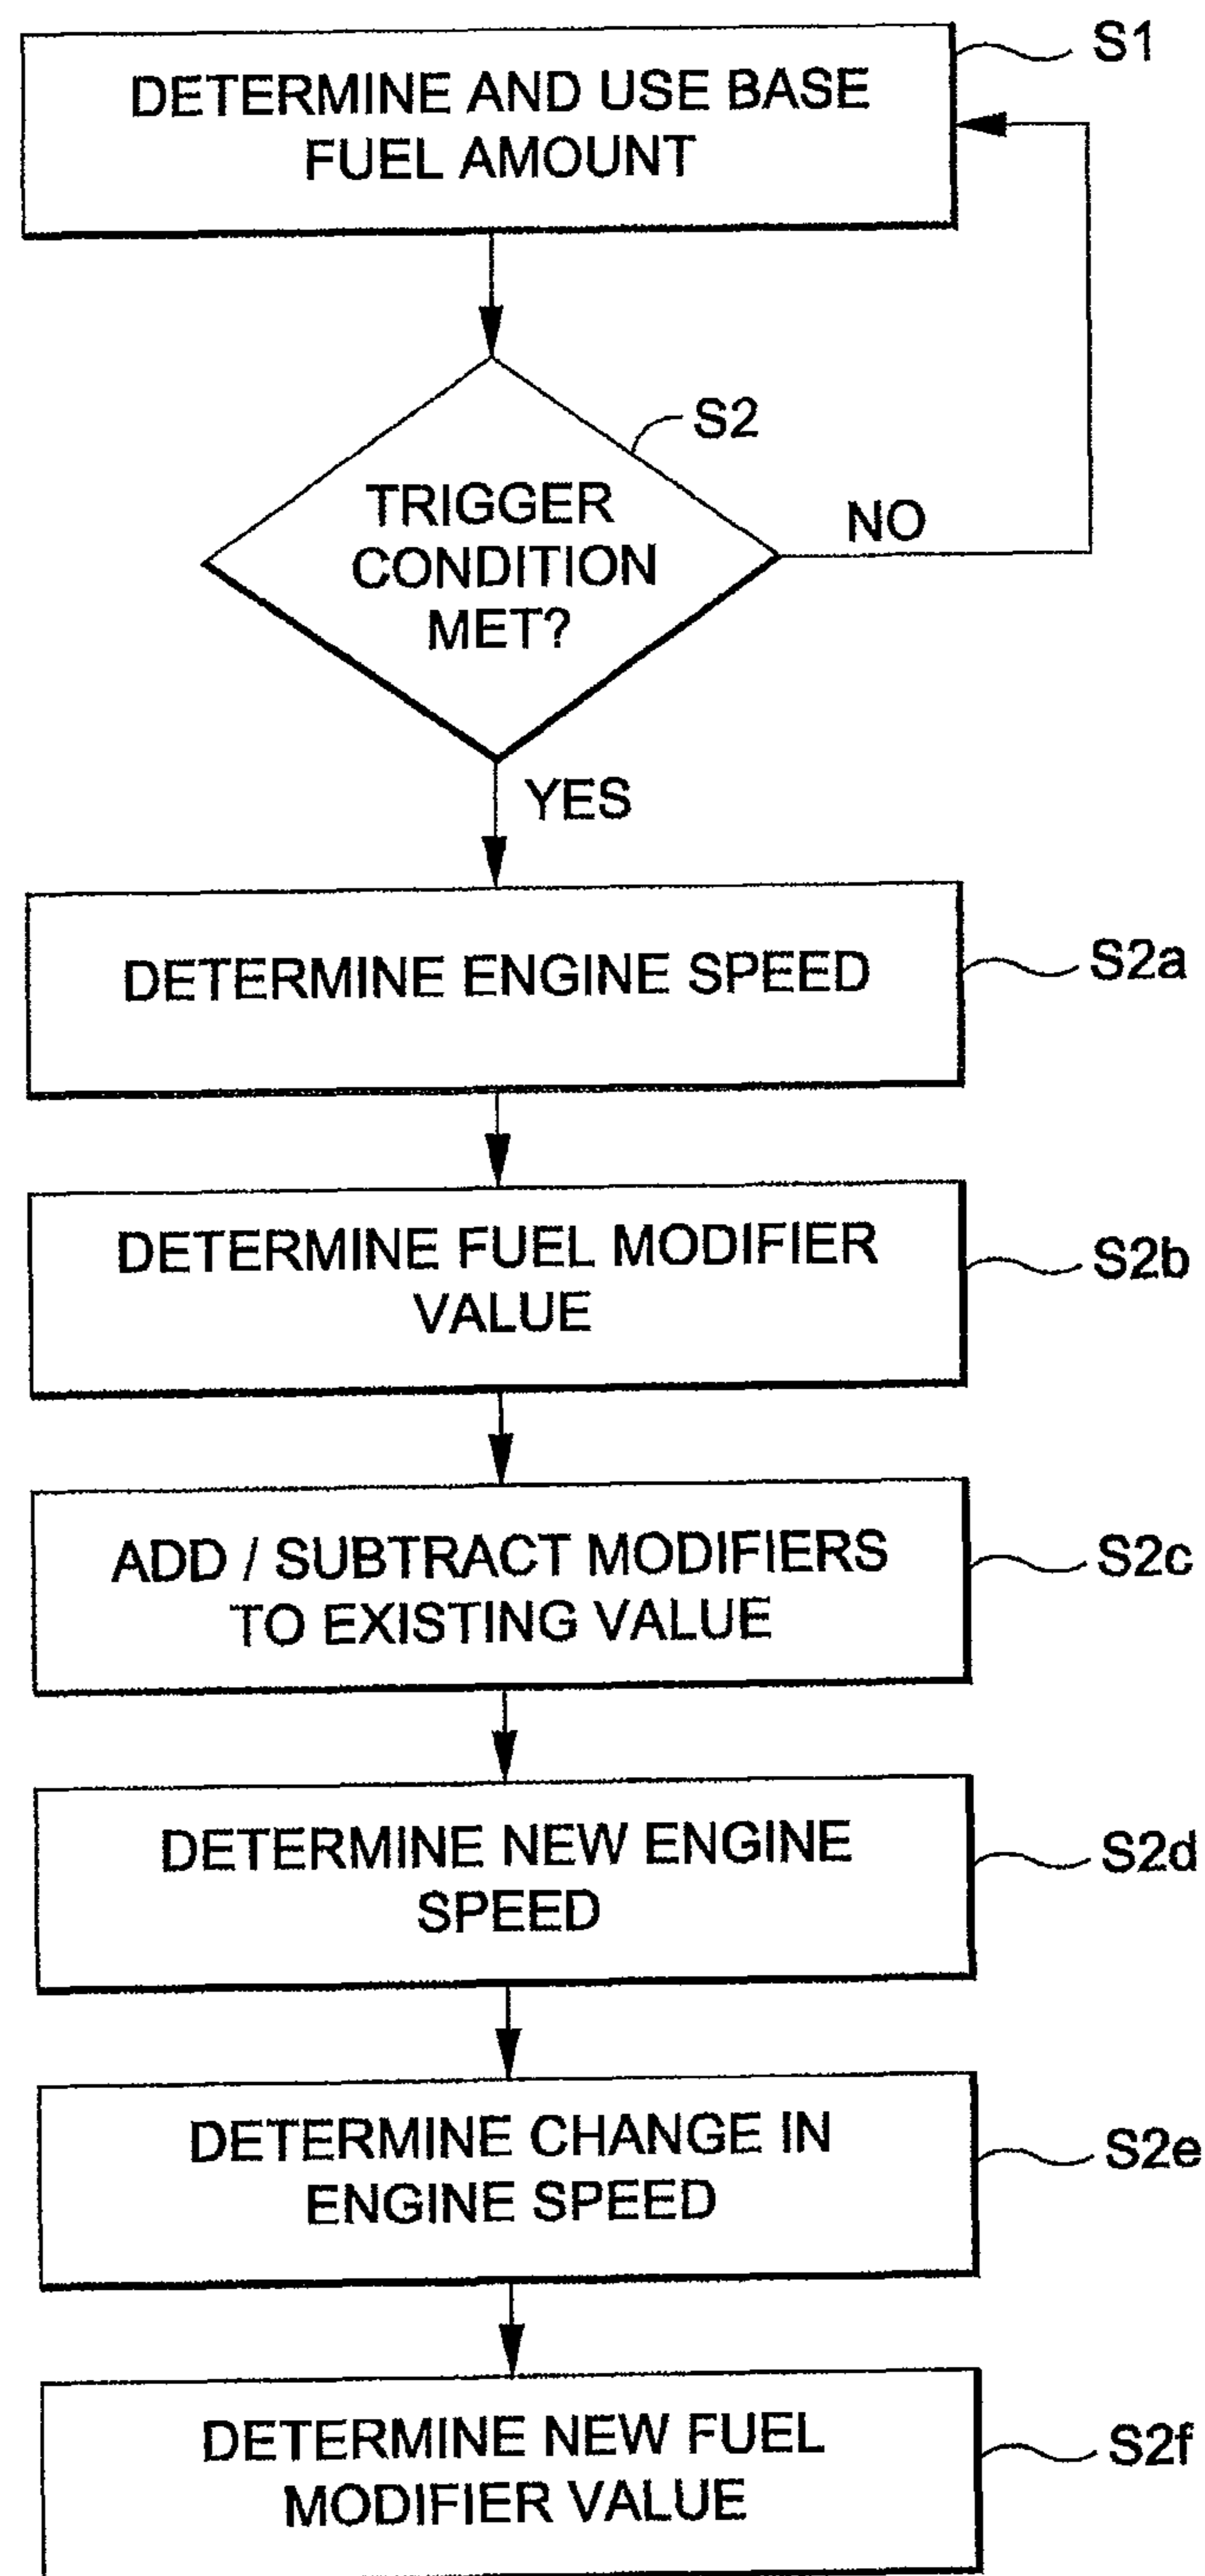 S1
DETERMINE AND USE BASE
FUEL AMOUNT
S2
TRIGGER
CONDITION
MET?
NO
YES
DETERMINE ENGINE SPEED
S2a
DETERMINE FUEL MODIFIER
VALUE
S2b
ADD / SUBTRACT MODIFIERS
TO EXISTING VALUE
S2c
DETERMINE NEW ENGINE
SPEED
S2d
DETERMINE CHANGE IN
ENGINE SPEED
S2e
DETERMINE NEW FUEL
MODIFIER VALUE
S2f